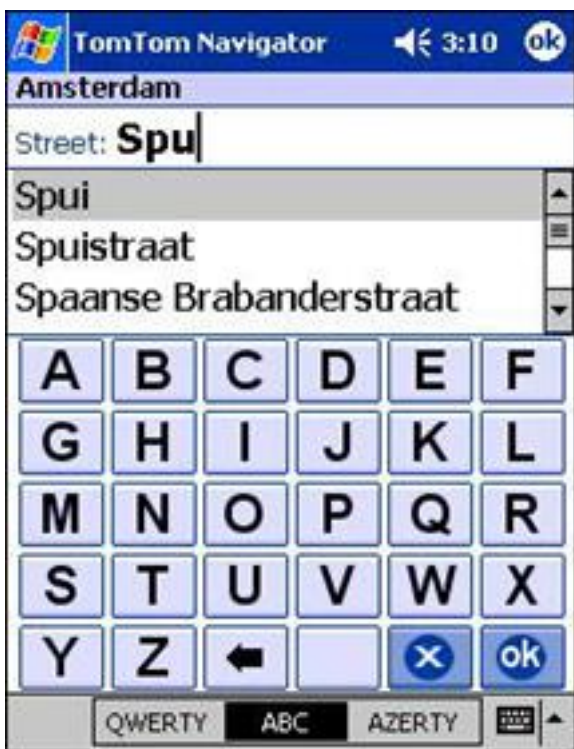 TomTom Navigator 3:10 ok
Amsterdam
Street: Spu
Spui
Spuistraat
Spaanse Brabanderstraat
A B C D E F
G H I J K L
M N O P Q R
S T U V W X
Y Z ok
QWERTY ABC AZERTY